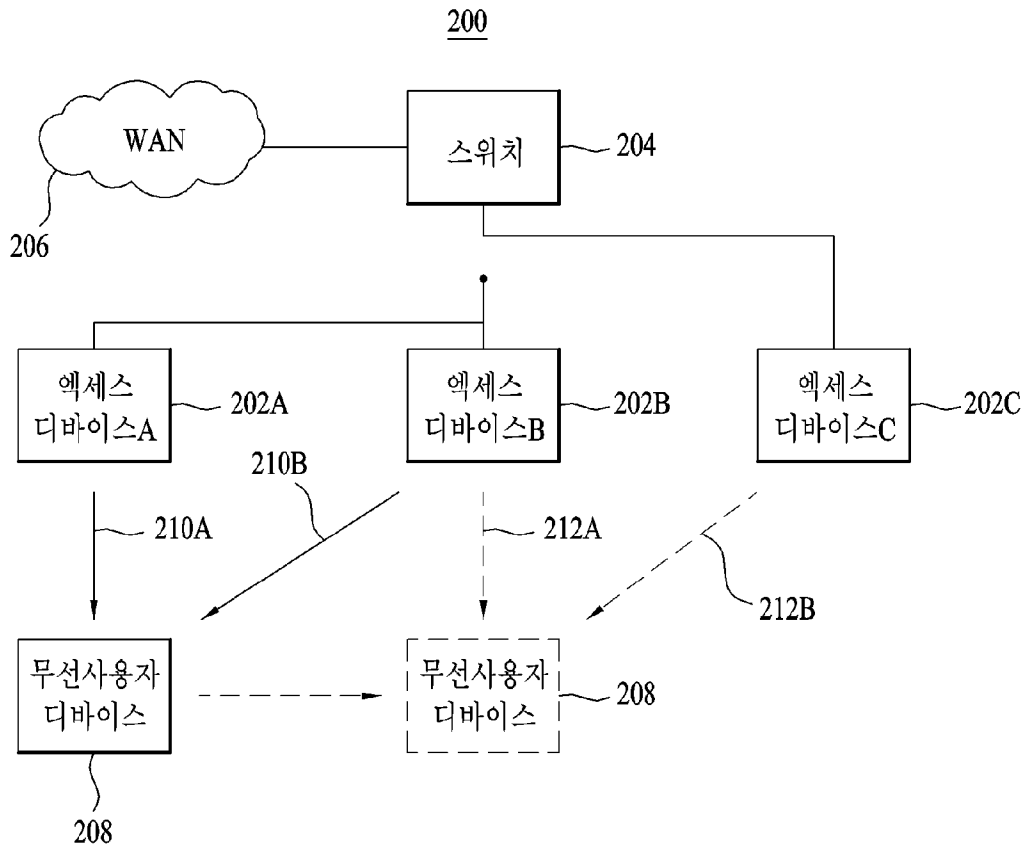 200
WAN
스위치
204
206
엑세스
디바이스A
202A
엑세스
디바이스B
202B
엑세스
디바이스C
202C
210A
210B
212A
212B
무선사용자
디바이스
208
무선사용자
디바이스
208